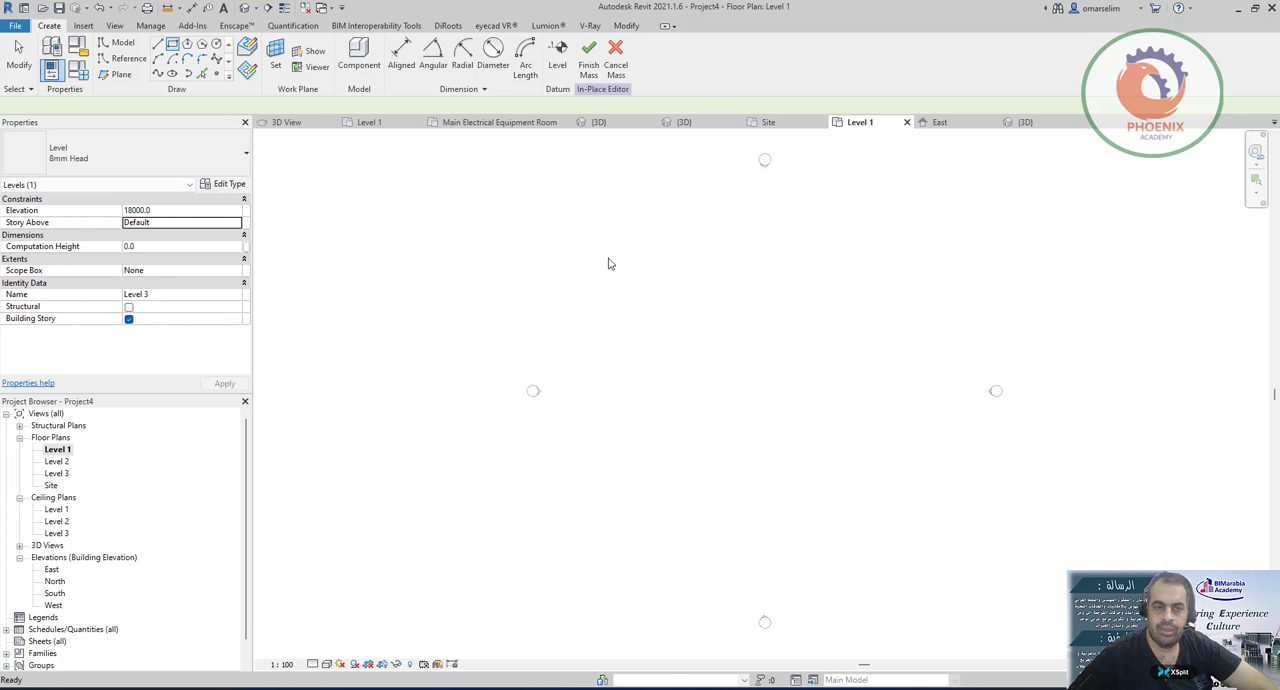 Autodesk Revit 2021.1.6 - Project4 - Floor Plan: Level 1
omarselim
File
Create
Insert
View
Manage
Add-Ins
Enscape™
Quantification
BIM Interoperability Tools
DiRoots
eyecad VR®
Lumion®
V-Ray
Modify
Modify
Model
Reference
Plane
Set
Show
Viewer
Component
Aligned
Angular
Radial
Diameter
Arc
Length
Level
Finish
Mass
Cancel
Mass
Select
Properties
Draw
Work Plane
Model
Dimension
Datum
In-Place Editor
PHOENIX
ACADEMY
Properties
3D View
Level 1
Main Electrical Equipment Room
{3D}
{3D}
Site
Level 1
East
{3D}
Level
8mm Head
Levels (1)
Edit Type
Constraints
Elevation 18000.0
Story Above Default
Dimensions
Computation Height 0.0
Extents
Scope Box None
Identity Data
Name Level 3
Structural
Building Story
Properties help
Apply
Project Browser - Project4
Views (all)
Structural Plans
Floor Plans
Level 1
Level 2
Level 3
Site
Ceiling Plans
Level 1
Level 2
Level 3
3D Views
Elevations (Building Elevation)
East
North
South
West
Legends
Schedules/Quantities (all)
Sheets (all)
Families
Groups
1 : 100
Ready
:0
Main Model
الرسالة :
BIMarabia
Academy
ring Experience
Culture
XSplit